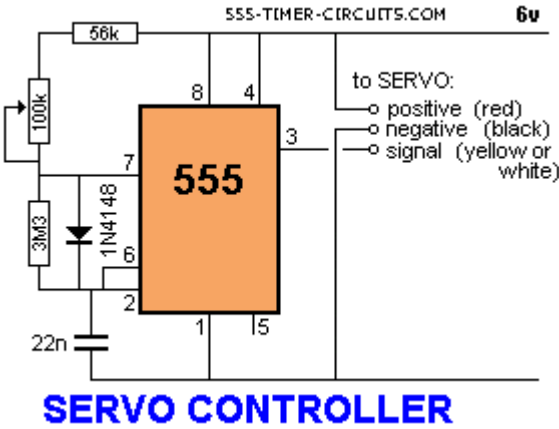 555-TIMER-CIRCUITS.COM
6v
56k
100k
8
4
to SERVO:
positive (red)
negative (black)
signal (yellow or
white)
3
7
555
3M3
1N4148
6
2
22n
1
5
SERVO CONTROLLER